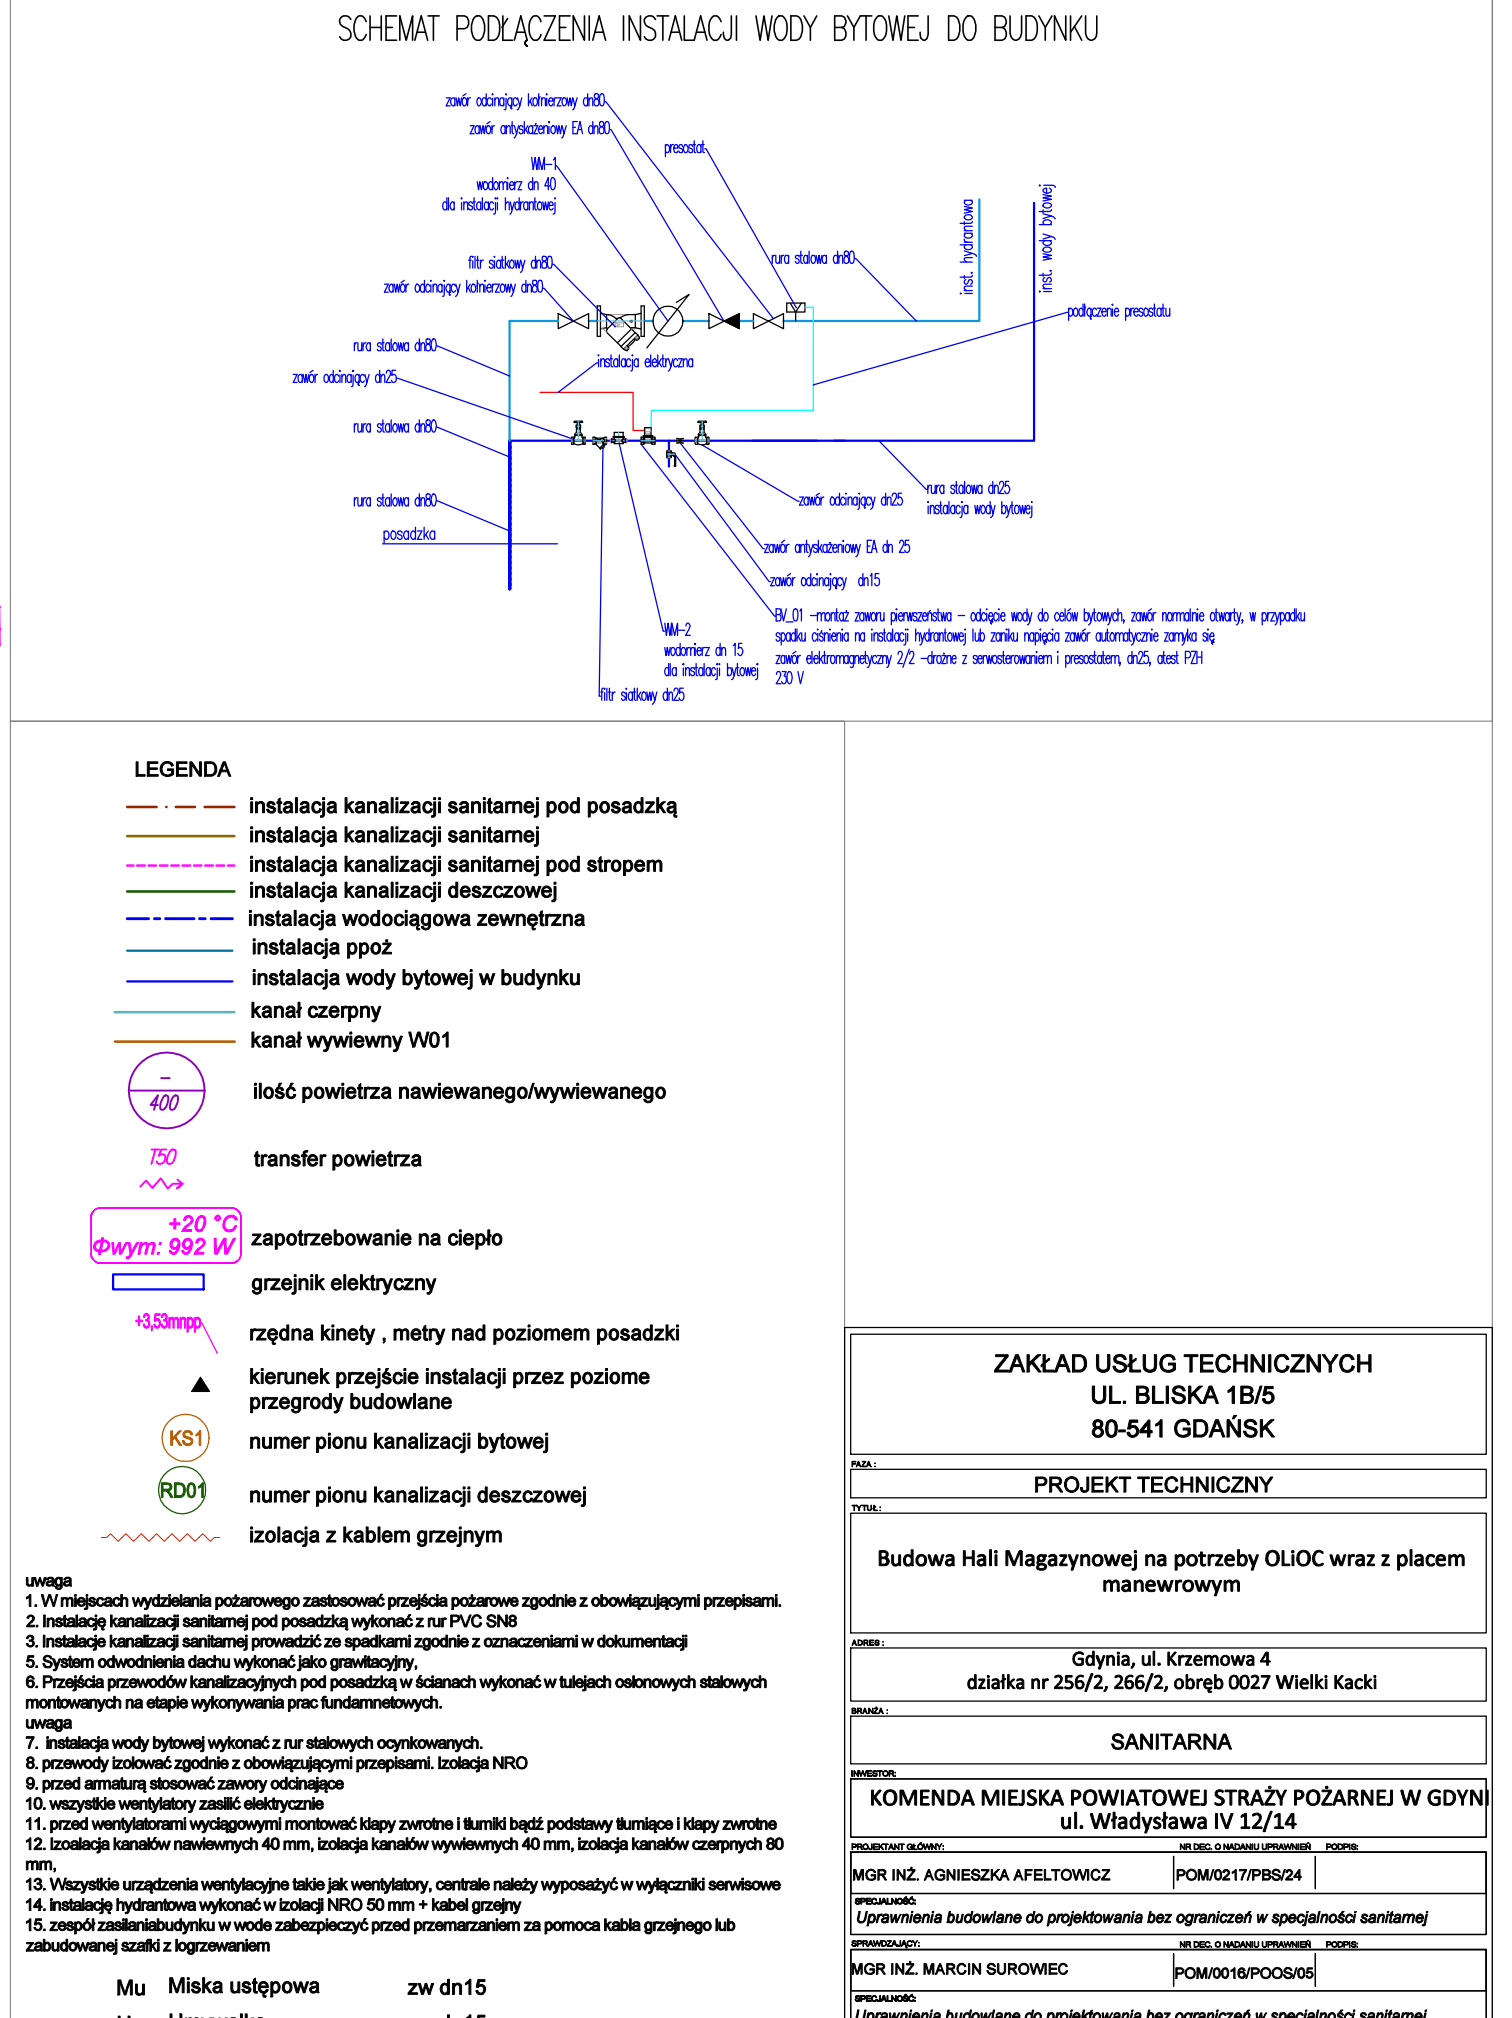 SCHEMAT PODŁĄCZENIA INSTALACJI WODY BYTOWEJ DO BUDYNKU
zawór odcinający kołnierzowy dn80
zawór antyskażeniowy EA dn80
presostat
WM-1
wodomierz dn 40
dla instalacji hydrantowej
inst. hydrantowa
inst. wody bytowej
filtr siatkowy dn80
rura stalowa dn80
zawór odcinający kołnierzowy dn80
podłączenie presostatu
rura stalowa dn80
instalacja elektryczna
zawór odcinający dn25
rura stalowa dn80
rura stalowa dn80
zawór odcinający dn25
rura stalowa dn25
instalacja wody bytowej
posadzka
zawór antyskażeniowy EA dn 25
zawór odcinający dn15
BV_01 -montaż zaworu pierwszeństwa - odcięcie wody do celów bytowych, zawór normalnie otwarty, w przypadku
spadku ciśnienia na instalacji hydrantowej lub zaniku napięcia zawór automatycznie zamyka się
zawór elektromagnetyczny 2/2 -drożne z serwosterowaniem i presostatem, dn25, atest PZH
230 V
WM-2
wodomierz dn 15
dla instalacji bytowej
filtr siatkowy dn25
LEGENDA
instalacja kanalizacji sanitarnej pod posadzką
instalacja kanalizacji sanitarnej
instalacja kanalizacji sanitarnej pod stropem
instalacja kanalizacji deszczowej
instalacja wodociągowa zewnętrzna
instalacja ppoż
instalacja wody bytowej w budynku
kanał czerpny
kanał wywiewny W01
-
400
ilość powietrza nawiewanego/wywiewanego
T50
transfer powietrza
+20 °C
Φwym: 992 W
zapotrzebowanie na ciepło
grzejnik elektryczny
+3,53mnpp
rzędna kinety , metry nad poziomem posadzki
kierunek przejście instalacji przez poziome
przegrody budowlane
KS1
numer pionu kanalizacji bytowej
RD01
numer pionu kanalizacji deszczowej
izolacja z kablem grzejnym
uwaga
1. W miejscach wydzielania pożarowego zastosować przejścia pożarowe zgodnie z obowiązującymi przepisami.
2. Instalację kanalizacji sanitarnej pod posadzką wykonać z rur PVC SN8
3. Instalacje kanalizacji sanitarnej prowadzić ze spadkami zgodnie z oznaczeniami w dokumentacji
5. System odwodnienia dachu wykonać jako grawitacyjny,
6. Przejścia przewodów kanalizacyjnych pod posadzką w ścianach wykonać w tulejach osłonowych stalowych
montowanych na etapie wykonywania prac fundamnetowych.
uwaga
7. instalacja wody bytowej wykonać z rur stalowych ocynkowanych.
8. przewody izolować zgodnie z obowiązującymi przepisami. Izolacja NRO
9. przed armaturą stosować zawory odcinające
10. wszystkie wentylatory zasilić elektrycznie
11. przed wentylatorami wyciągowymi montować klapy zwrotne i tłumiki bądź podstawy tłumiące i klapy zwrotne
12. Izoalacja kanałów nawiewnych 40 mm, izolacja kanałów wywiewnych 40 mm, izolacja kanałów czerpnych 80
mm,
13. Wszystkie urządzenia wentylacyjne takie jak wentylatory, centrale należy wyposażyć w wyłączniki serwisowe
14. instalację hydrantowa wykonać w izolacji NRO 50 mm + kabel grzejny
15. zespół zasilaniabudynku w wode zabezpieczyć przed przemarzaniem za pomoca kabla grzejnego lub
zabudowanej szafki z logrzewaniem
Mu Miska ustępowa zw dn15
ZAKŁAD USŁUG TECHNICZNYCH
UL. BLISKA 1B/5
80-541 GDAŃSK
FAZA :
PROJEKT TECHNICZNY
TYTUŁ :
Budowa Hali Magazynowej na potrzeby OLiOC wraz z placem
manewrowym
ADRES :
Gdynia, ul. Krzemowa 4
działka nr 256/2, 266/2, obręb 0027 Wielki Kacki
BRANŻA :
SANITARNA
INWESTOR:
KOMENDA MIEJSKA POWIATOWEJ STRAŻY POŻARNEJ W GDYNI
ul. Władysława IV 12/14
PROJEKTANT GŁÓWNY: NR DEC. O NADANIU UPRAWNIEŃ PODPIS:
MGR INŻ. AGNIESZKA AFELTOWICZ POM/0217/PBS/24
SPECJALNOŚĆ:
Uprawnienia budowlane do projektowania bez ograniczeń w specjalności sanitarnej
SPRAWDZAJĄCY: NR DEC. O NADANIU UPRAWNIEŃ PODPIS:
MGR INŻ. MARCIN SUROWIEC POM/0016/POOS/05
SPECJALNOŚĆ:
Uprawnienia budowlane do projektowania bez ograniczeń w specjalności sanitarnej